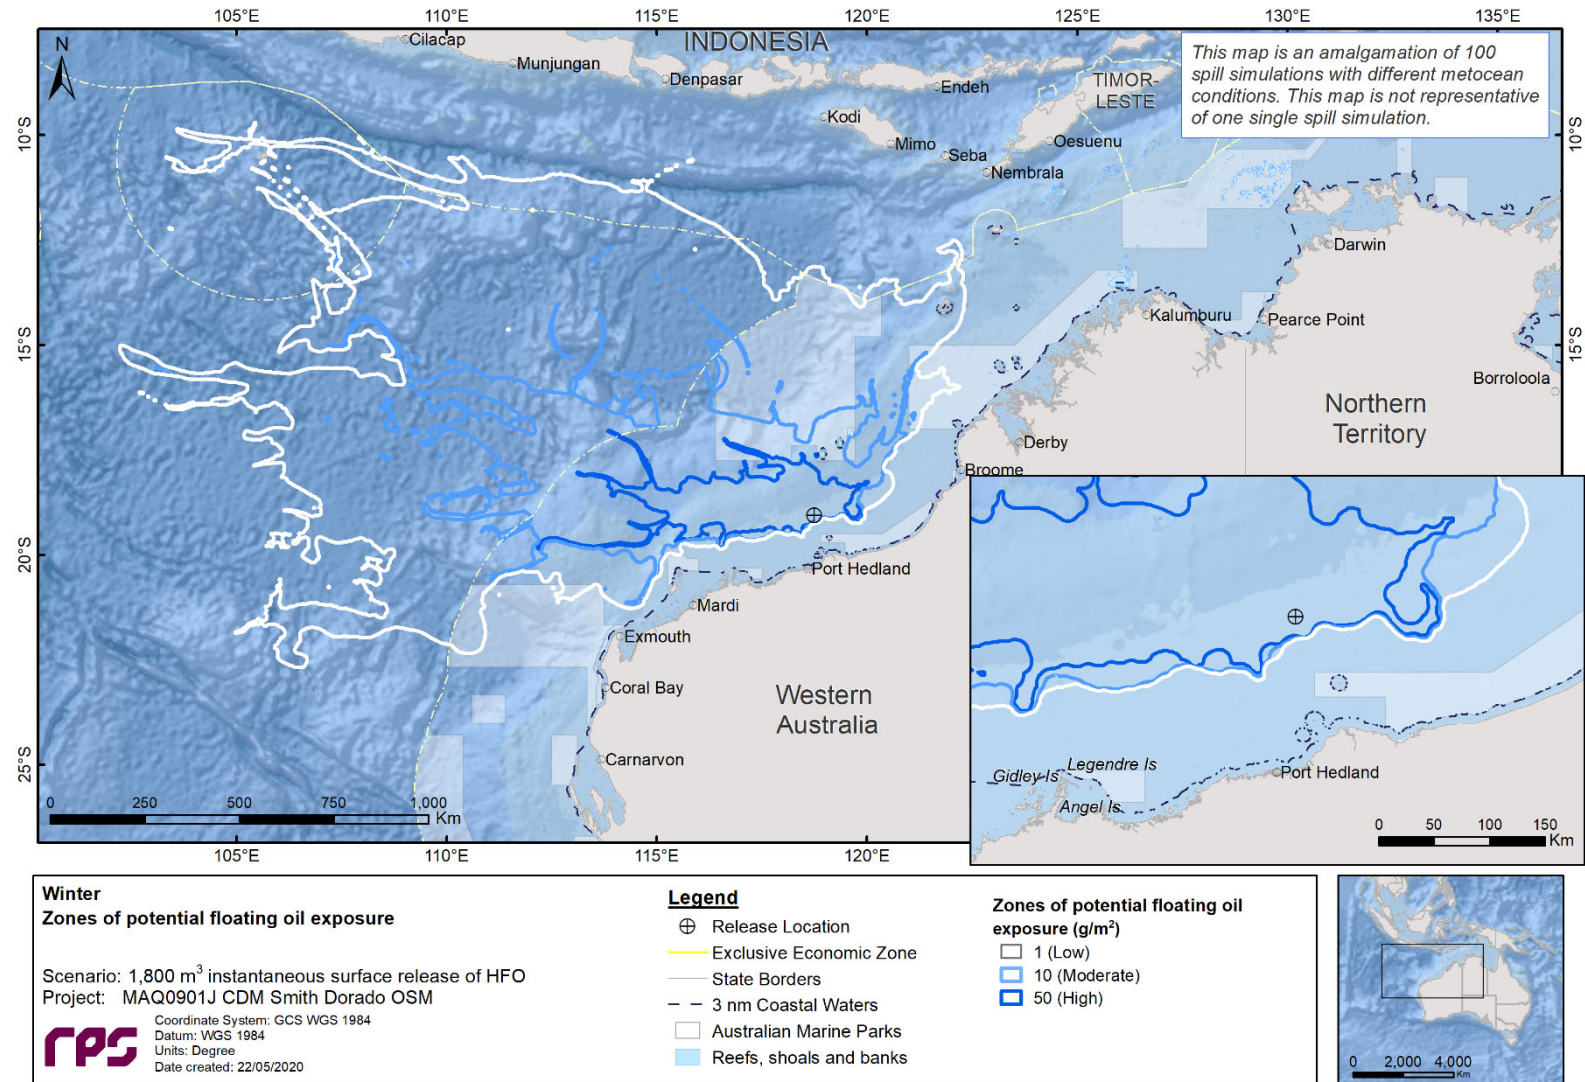 105°E 110°E 115°E 120°E 125°E 130°E 135°E
N
Cilacap
INDONESIA
Munjungan
Denpasar
Endeh
TIMOR-
LESTE
This map is an amalgamation of 100
spill simulations with different metocean
conditions. This map is not representative
of one single spill simulation.
10°S
10°S
Kodi
Mimo
Seba
Oesuenu
Nembrala
Darwin
Kalumburu
Pearce Point
15°S
15°S
Borroloola
Northern
Territory
Derby
Broome
20°S
Port Hedland
Mardi
Exmouth
Coral Bay
Western
Australia
Carnarvon
25°S
0 250 500 750 1,000
Km
105°E 110°E 115°E 120°E
Gidley Is
Legendre Is
Angel Is
Port Hedland
0 50 100 150
Km
Winter
Zones of potential floating oil exposure
Scenario: 1,800 m³ instantaneous surface release of HFO
Project: MAQ0901J CDM Smith Dorado OSM
rps
Coordinate System: GCS WGS 1984
Datum: WGS 1984
Units: Degree
Date created: 22/05/2020
Legend
Release Location
Exclusive Economic Zone
State Borders
3 nm Coastal Waters
Australian Marine Parks
Reefs, shoals and banks
Zones of potential floating oil
exposure (g/m²)
1 (Low)
10 (Moderate)
50 (High)
0 2,000 4,000
Km